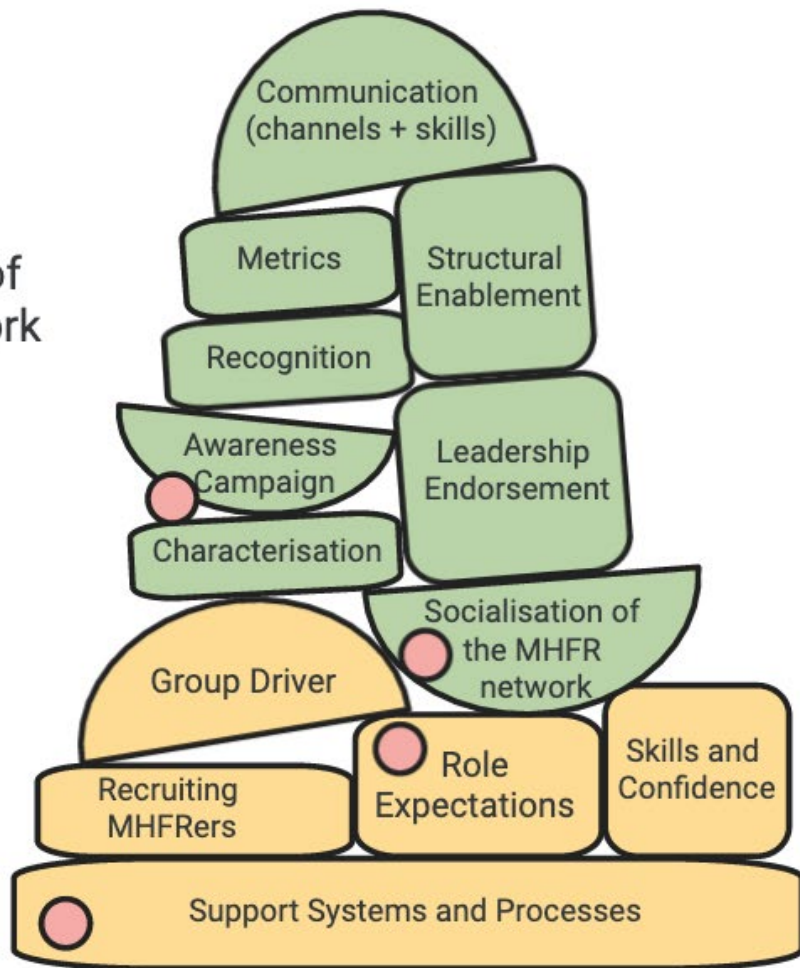 Communication
(channels + skills)
Metrics
Structural
Enablement
of
Recognition
Awareness
Campaign
Leadership
Endorsement
Characterisation
Socialisation of
the MHFR
network
Group Driver
Recruiting
MHFRers
Role
Expectations
Skills and
Confidence
Support Systems and Processes